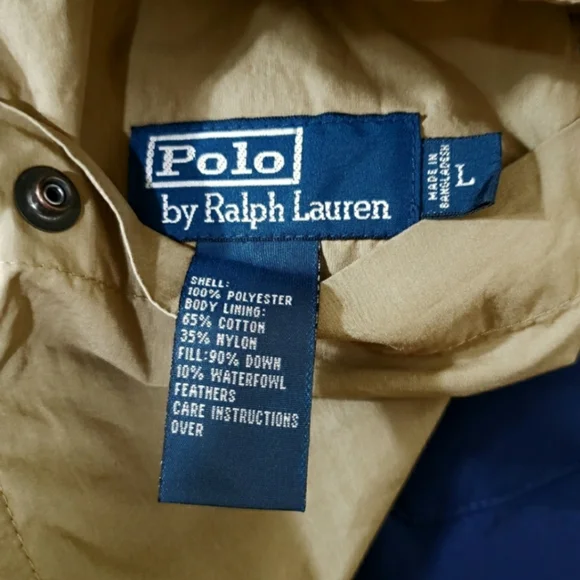 Polo
by Ralph Lauren
MADE IN
BANGLADESH
L
SHELL:
100% POLYESTER
BODY LINING:
65% COTTON
35% NYLON
FILL:90% DOWN
10% WATERFOWL
FEATHERS
CARE INSTRUCTIONS
OVER